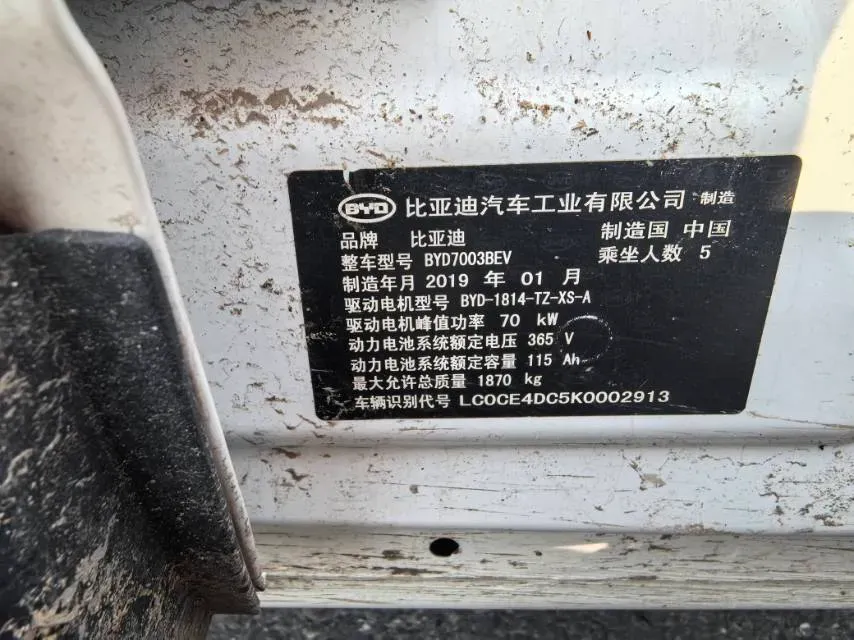 BYD 比亚迪汽车工业有限公司 制造
品牌 比亚迪 制造国 中国
整车型号 BYD7003BEV 乘坐人数 5
制造年月 2019 年 01 月
驱动电机型号 BYD-1814-TZ-XS-A
驱动电机峰值功率 70 kW
动力电池系统额定电压 365 V
动力电池系统额定容量 115 Ah
最大允许总质量 1870 kg
车辆识别代号 LC0CE4DC5K0002913